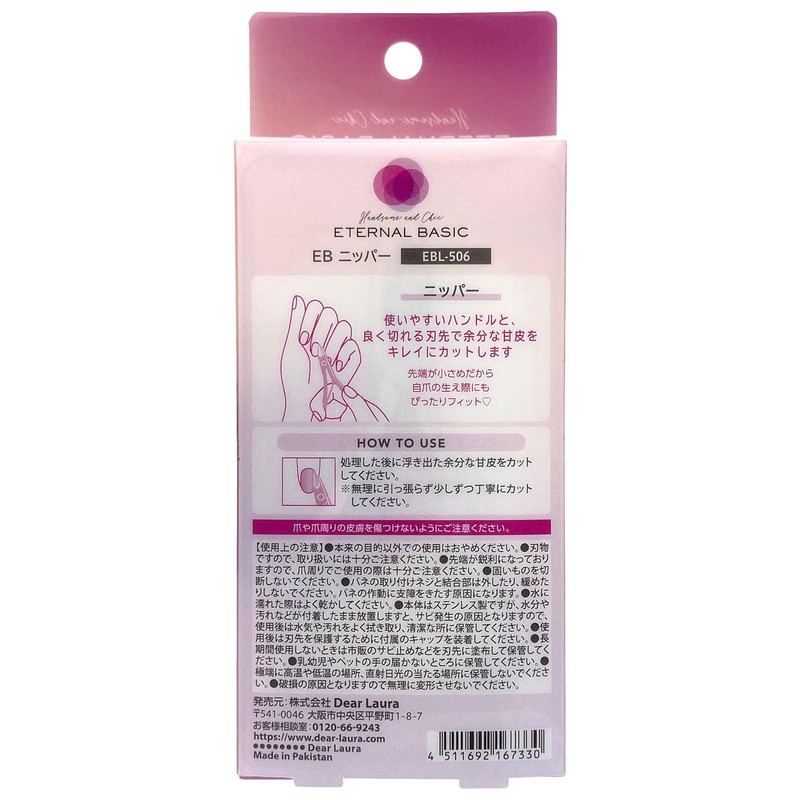 Handsome and Chic
ETERNAL BASIC
Handsome and Chic
ETERNAL BASIC
EB ニッパー EBL-506
ニッパー
使いやすいハンドルと、
良く切れる刃先で余分な甘皮を
キレイにカットします
先端が小さめだから
自爪の生え際にも
ぴったりフィット♡
HOW TO USE
処理した後に浮き出た余分な甘皮をカット
してください。
※無理に引っ張らず少しずつ丁寧にカット
してください。
爪や爪周りの皮膚を傷つけないようにご注意ください。
【使用上の注意】●本来の目的以外での使用はおやめください。●刃物
ですので、取り扱いには十分ご注意ください。●先端が鋭利になっており
ますので、爪周りでご使用の際は十分ご注意ください。●固いものを切
断しないでください。●バネの取り付けネジと結合部は外したり、緩めた
りしないでください。バネの作動に支障をきたす原因になります。●水に
濡れた際はよく乾かしてください。●本体はステンレス製ですが、水分や
汚れなどが付着したまま放置しますと、サビ発生の原因となりますので、
使用後は水気や汚れをよく拭き取り、清潔な所に保管してください。●使
用後は刃先を保護するために付属のキャップを装着してください。●長
期間使用しないときは市販のサビ止めなどを刃先に塗布して保管してく
ださい。●乳幼児やペットの手の届かないところに保管してください。●
極端に高温や低温の場所、直射日光の当たる場所に保管しないでくださ
い。●破損の原因となりますので無理に変形させないでください。
発売元：株式会社 Dear Laura
〒541-0046 大阪市中央区平野町1-8-7
お客様相談室：0120-66-9243
https://www.dear-laura.com
●●●●●●●● Dear Laura
Made in Pakistan
4 511692 167330